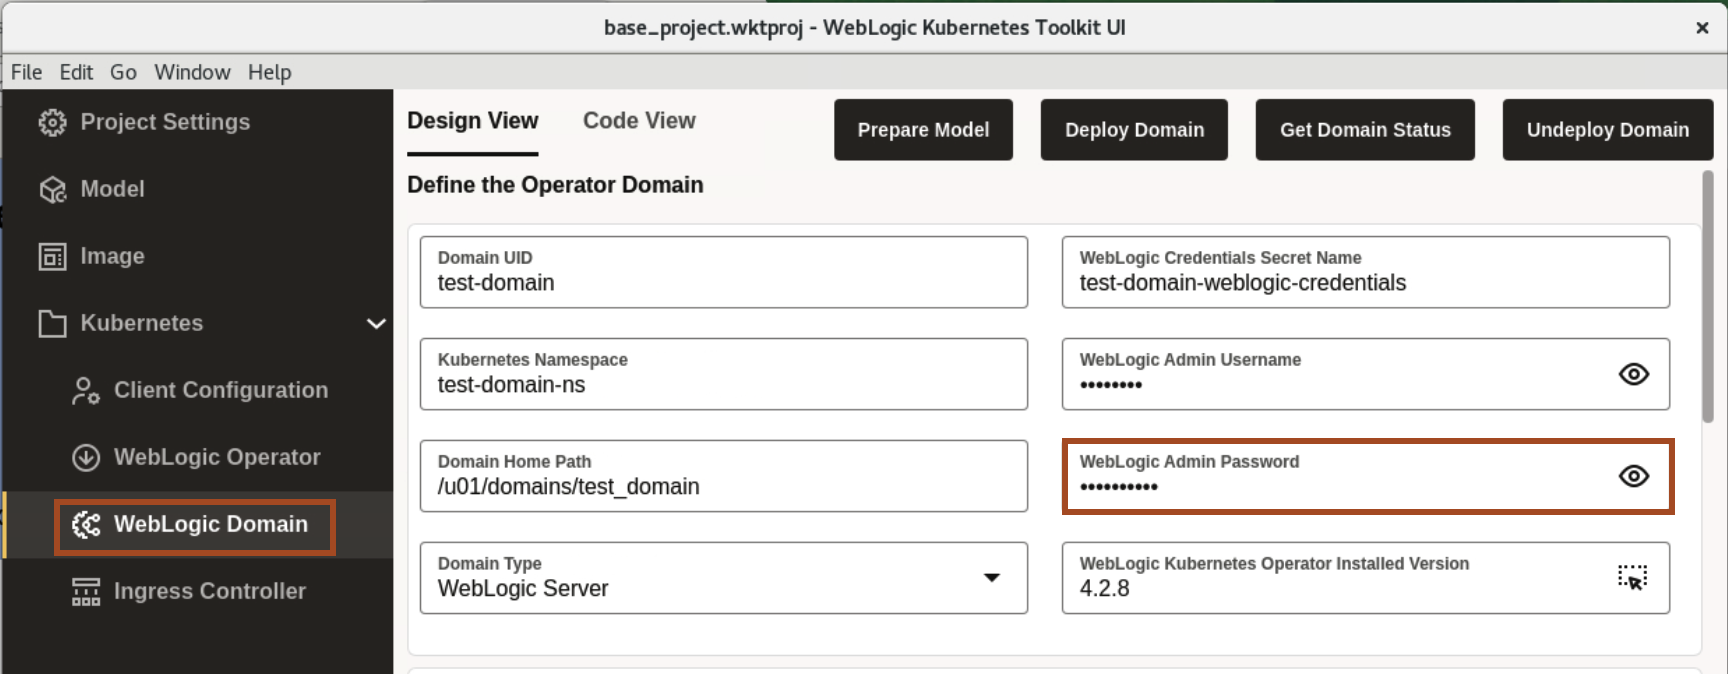 base_project.wktproj - WebLogic Kubernetes Toolkit UI
File Edit Go Window Help
Project Settings
Model
Image
Kubernetes
Client Configuration
WebLogic Operator
WebLogic Domain
Ingress Controller
Design View Code View
Prepare Model Deploy Domain Get Domain Status Undeploy Domain
Define the Operator Domain
Domain UID
test-domain
WebLogic Credentials Secret Name
test-domain-weblogic-credentials
Kubernetes Namespace
test-domain-ns
WebLogic Admin Username
••••••••
Domain Home Path
/u01/domains/test_domain
WebLogic Admin Password
••••••••••
Domain Type
WebLogic Server
WebLogic Kubernetes Operator Installed Version
4.2.8